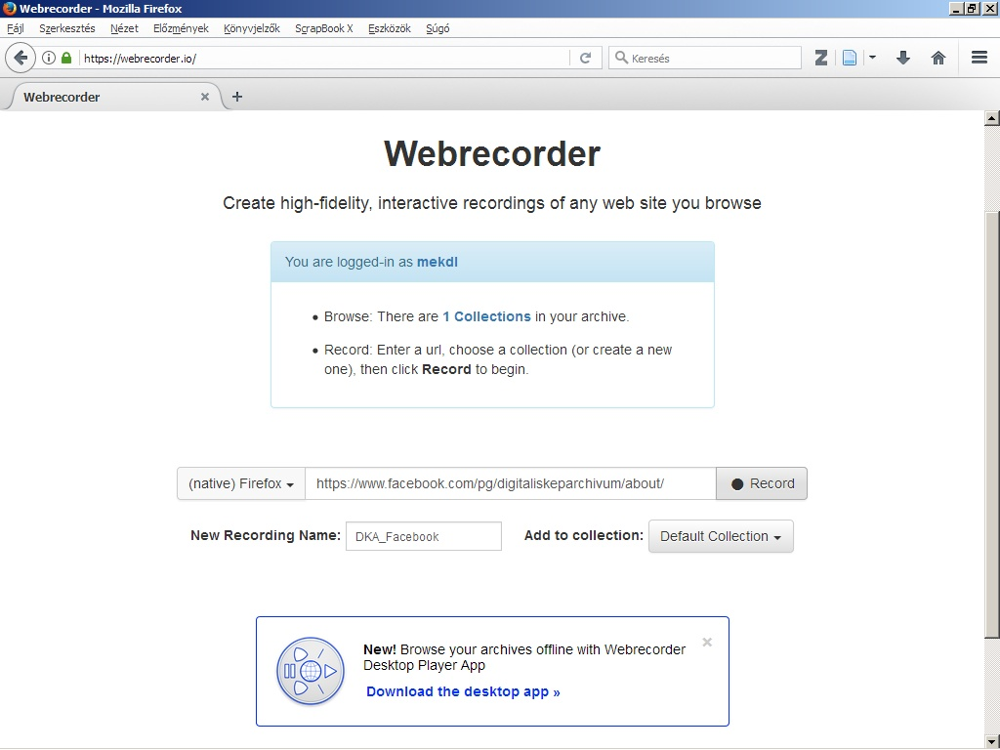 Webrecorder - Mozilla Firefox
Fájl Szerkesztés Nézet Előzmények Könyvjelzők ScrapBook X Eszközök Súgó
https://webrecorder.io/
Keresés
Webrecorder
Webrecorder
Create high-fidelity, interactive recordings of any web site you browse
You are logged-in as mekdl
Browse: There are 1 Collections in your archive.
Record: Enter a url, choose a collection (or create a new
one), then click Record to begin.
(native) Firefox https://www.facebook.com/pg/digitaliskeparchivum/about/ Record
New Recording Name: DKA_Facebook Add to collection: Default Collection
New! Browse your archives offline with Webrecorder
Desktop Player App
Download the desktop app »